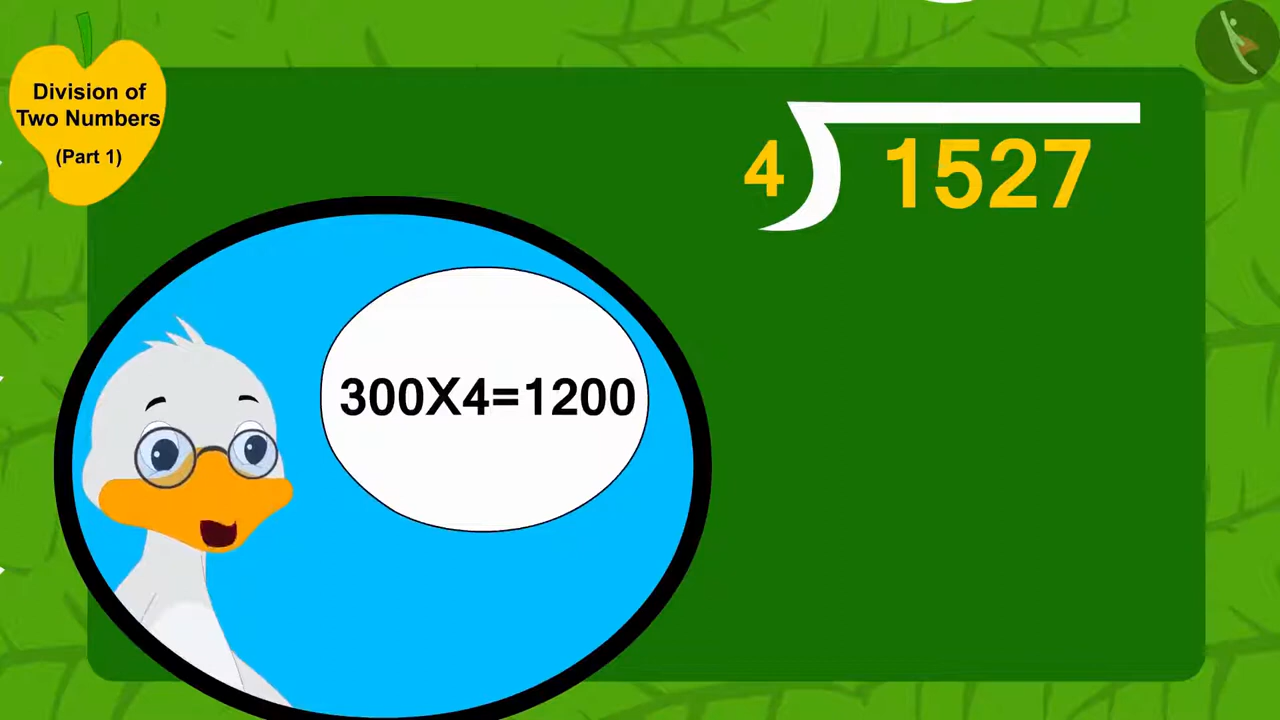 Division of
Two Numbers
(Part 1)
4 1527
300X4=1200